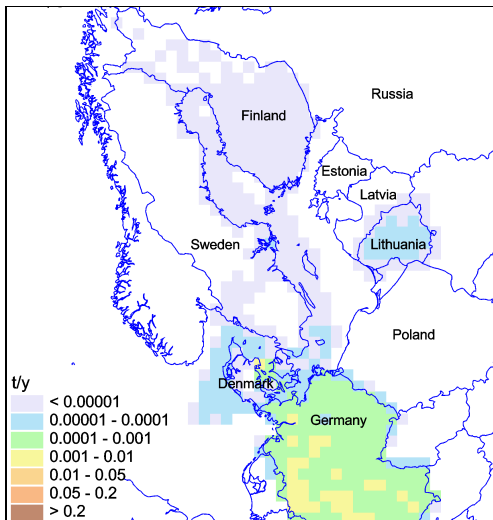 Finland
Russia
Estonia
Latvia
Sweden
Lithuania
Poland
Denmark
Germany
t/y
< 0.00001
0.00001 - 0.0001
0.0001 - 0.001
0.001 - 0.01
0.01 - 0.05
0.05 - 0.2
> 0.2